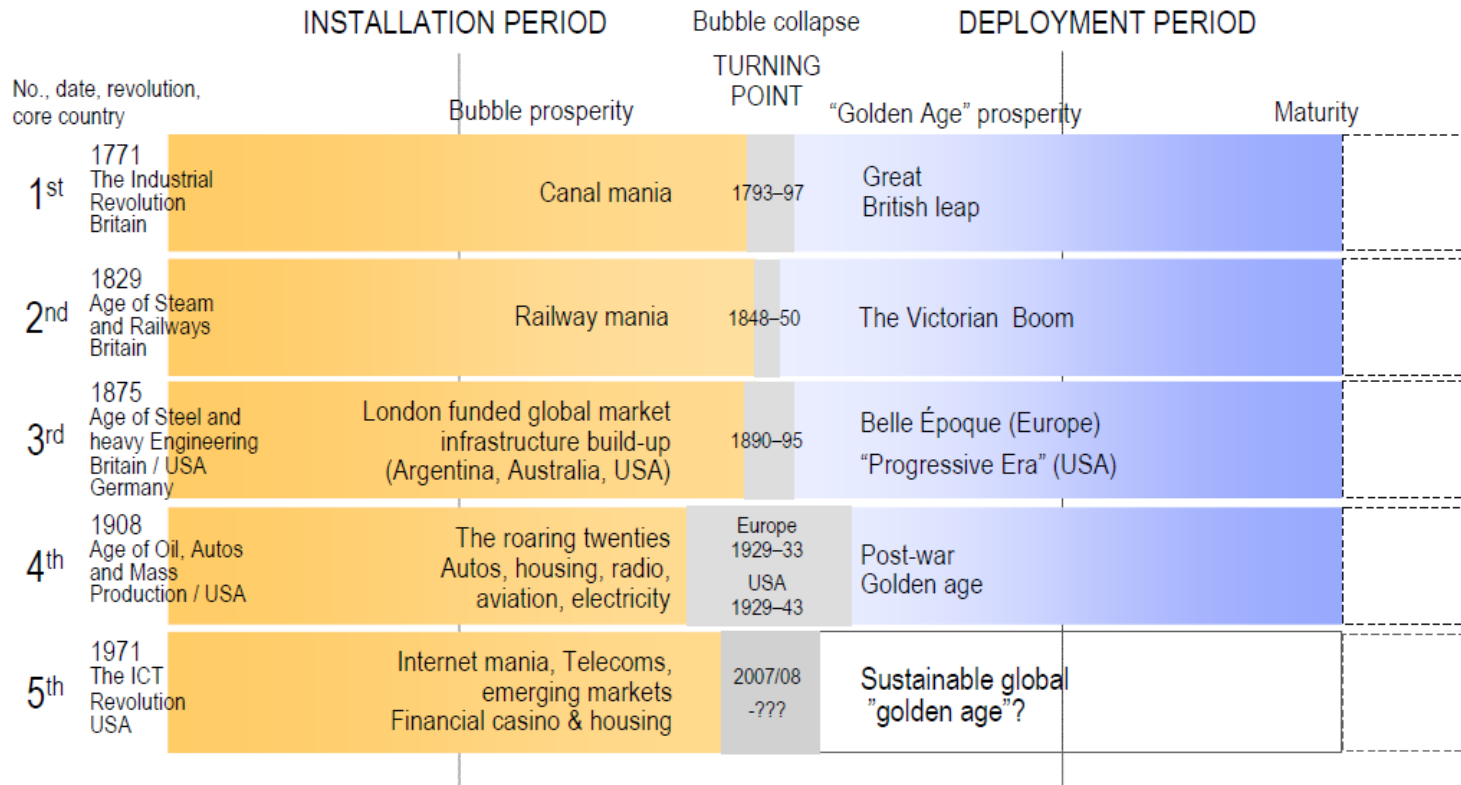 INSTALLATION PERIOD
Bubble collapse
DEPLOYMENT PERIOD
TURNING
POINT
No., date, revolution,
core country
Bubble prosperity
“Golden Age” prosperity
Maturity
1st
1771
The Industrial
Revolution
Britain
Canal mania
1793–97
Great
British leap
2nd
1829
Age of Steam
and Railways
Britain
Railway mania
1848–50
The Victorian Boom
3rd
1875
Age of Steel and
heavy Engineering
Britain / USA
Germany
London funded global market
infrastructure build-up
(Argentina, Australia, USA)
1890–95
Belle Époque (Europe)
“Progressive Era” (USA)
4th
1908
Age of Oil, Autos
and Mass
Production / USA
The roaring twenties
Autos, housing, radio,
aviation, electricity
Europe
1929–33
USA
1929–43
Post-war
Golden age
5th
1971
The ICT
Revolution
USA
Internet mania, Telecoms,
emerging markets
Financial casino & housing
2007/08
-???
Sustainable global
”golden age”?